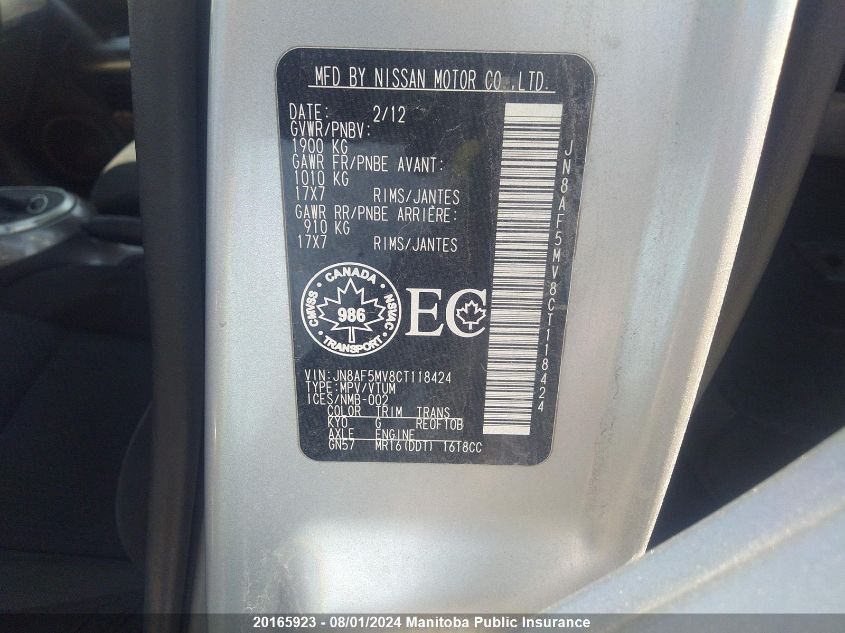 MFD BY NISSAN MOTOR CO.,LTD.
DATE: 2/12
GVWR/PNBV:
1900 KG
GAWR FR/PNBE AVANT:
1010 KG
17X7 RIMS/JANTES
GAWR RR/PNBE ARRIÈRE:
910 KG
17X7 RIMS/JANTES
CANADA
CMVSS 986 NSVAC
TRANSPORT
EC
VIN:JN8AF5MV8CT118424
TYPE:MPV/VTUM
ICES/NMB-002
COLOR TRIM TRANS
KY0 G RE0F10B
AXLE ENGINE
GN57 MR16(DDT) 16T8CC
JN8AF5MV8CT118424
20165923 - 08/01/2024 Manitoba Public Insurance